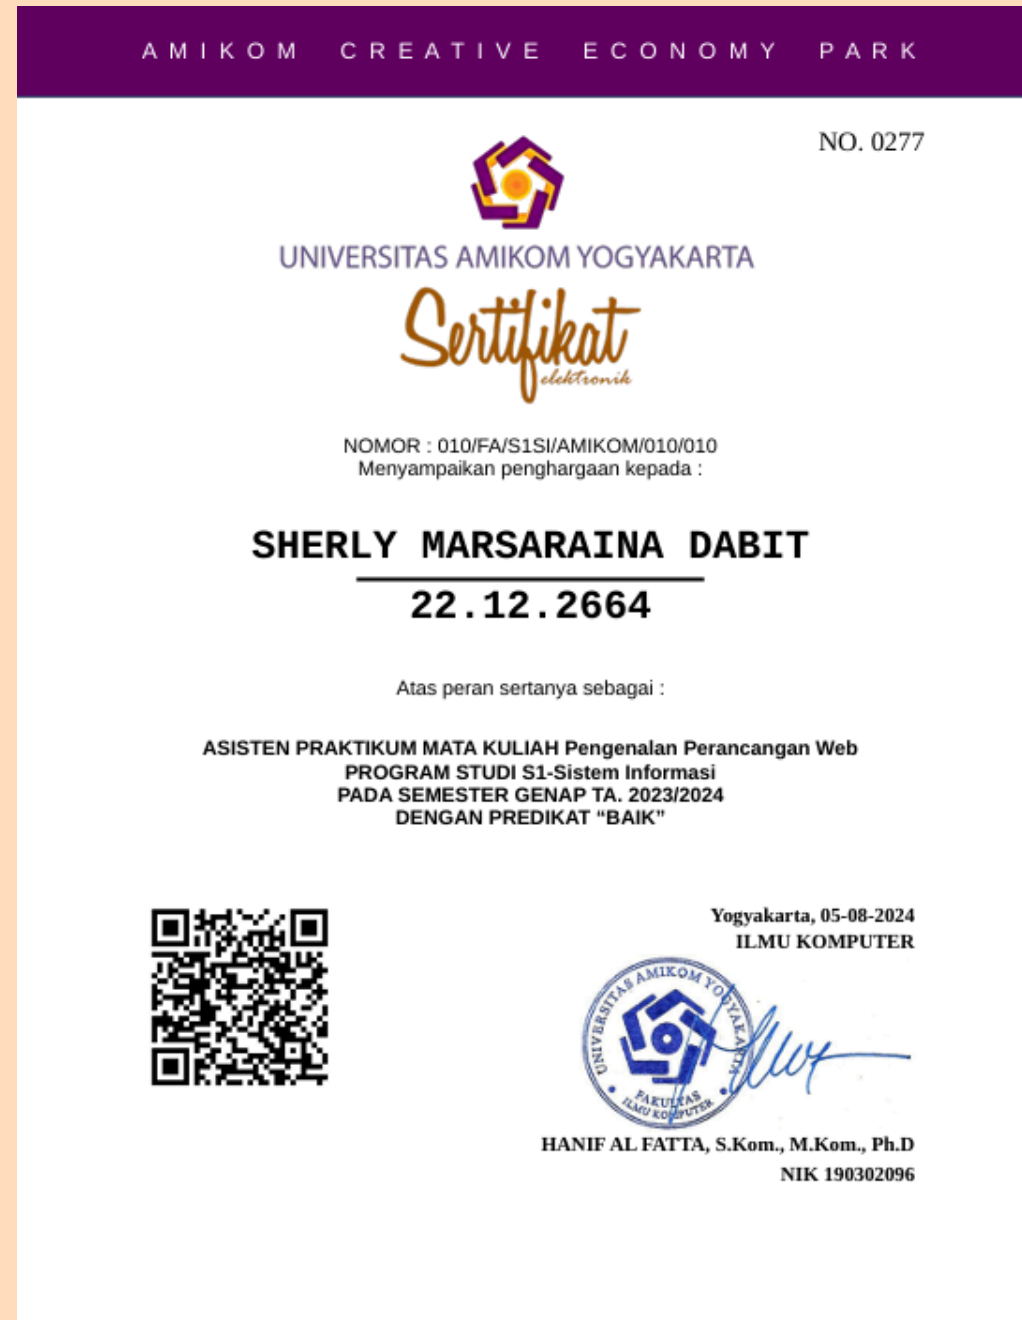 AMIKOM CREATIVE ECONOMY PARK
NO. 0277
UNIVERSITAS AMIKOM YOGYAKARTA
Sertifikat
elektronik
NOMOR : 010/FA/S1SI/AMIKOM/010/010
Menyampaikan penghargaan kepada :
SHERLY MARSARAINA DABIT
22.12.2664
Atas peran sertanya sebagai :
ASISTEN PRAKTIKUM MATA KULIAH Pengenalan Perancangan Web
PROGRAM STUDI S1-Sistem Informasi
PADA SEMESTER GENAP TA. 2023/2024
DENGAN PREDIKAT “BAIK”
Yogyakarta, 05-08-2024
ILMU KOMPUTER
UNIVERSITAS AMIKOM YOGYAKARTA
FAKULTAS
ILMU KOMPUTER
HANIF AL FATTA, S.Kom., M.Kom., Ph.D
NIK 190302096